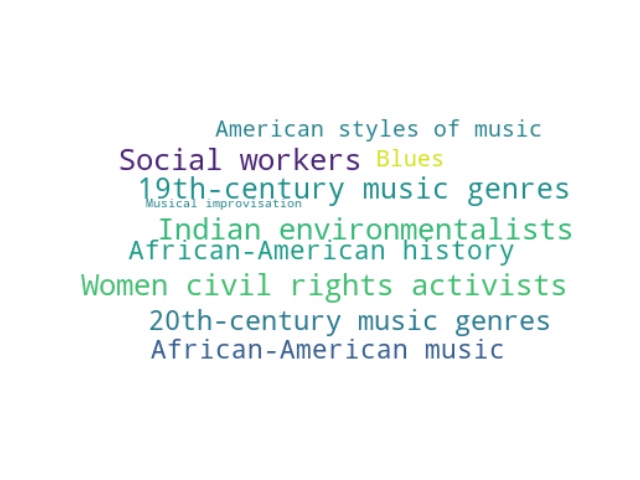 American styles of music
Social workers Blues
19th-century music genres
Musical improvisation
Indian environmentalists
African-American history
Women civil rights activists
20th-century music genres
African-American music